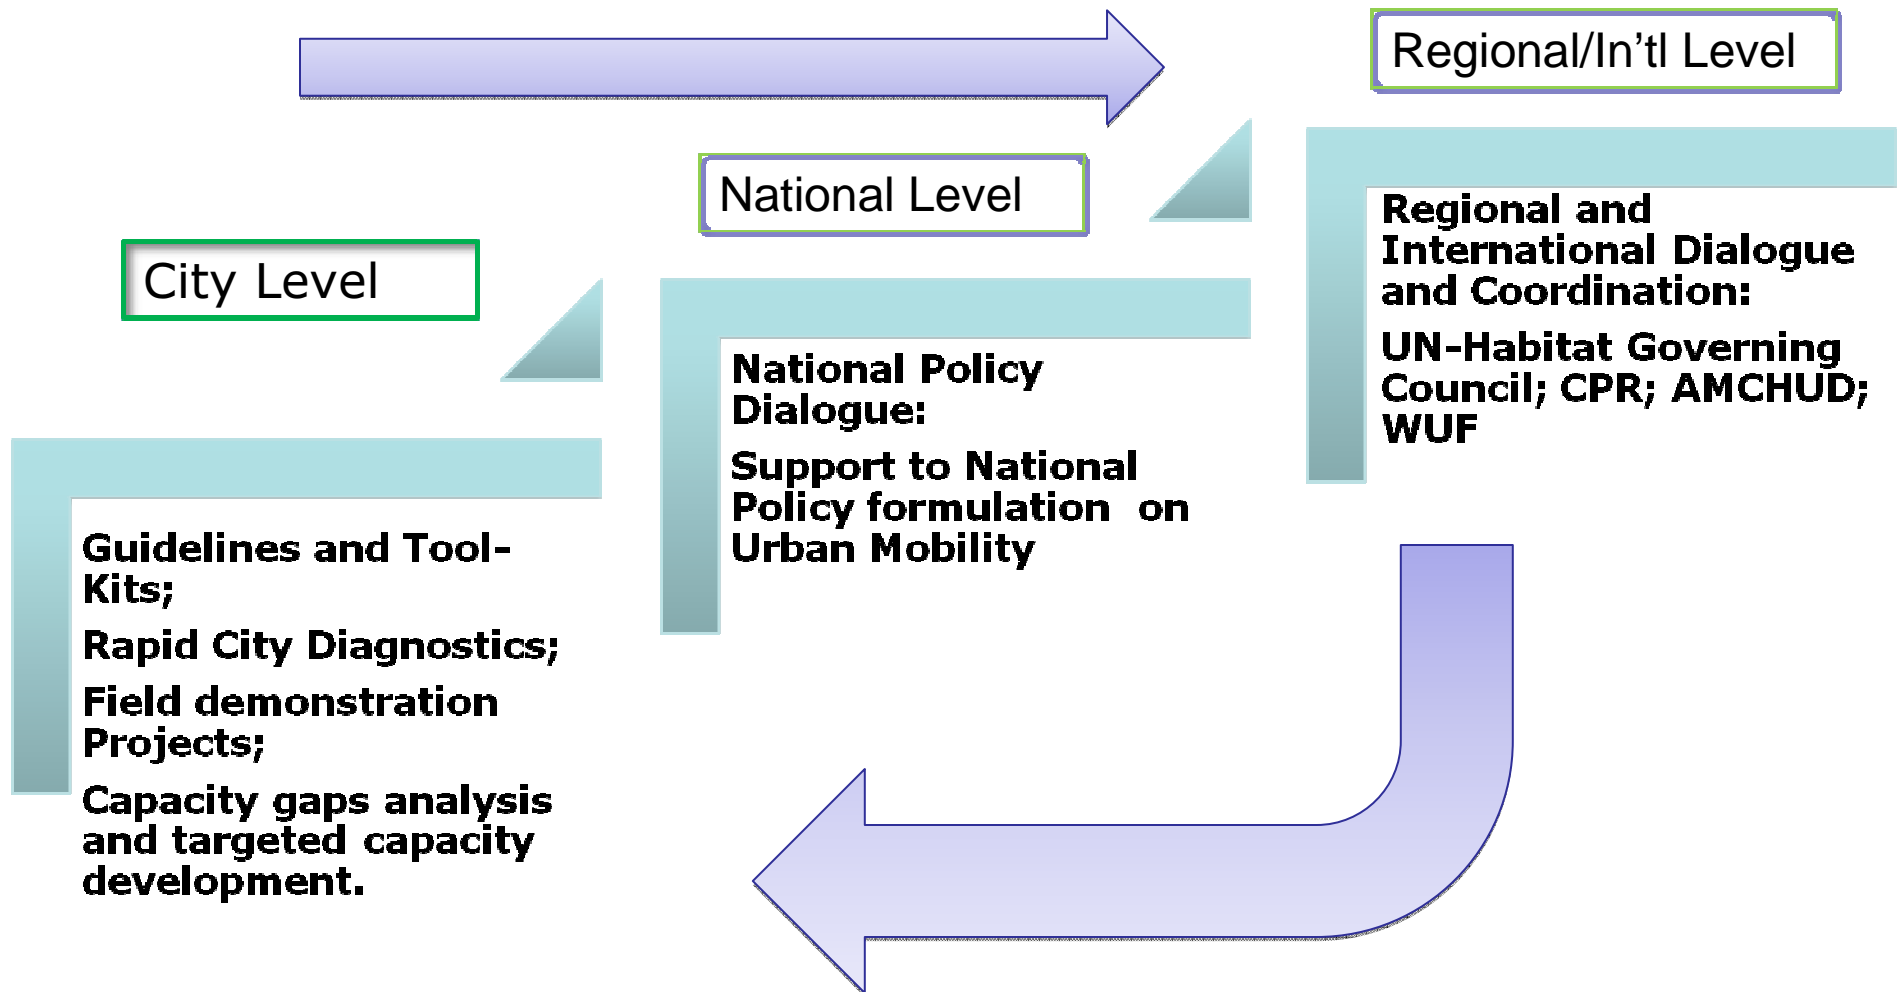 City Level
Guidelines and Tool-
Kits;
Rapid City Diagnostics;
Field demonstration
Projects;
Capacity gaps analysis
and targeted capacity
development.
National Level
National Policy
Dialogue:
Support to National
Policy formulation  on
Urban Mobility
Regional/In’tl Level
Regional and
International Dialogue
and Coordination:
UN-Habitat Governing
Council; CPR; AMCHUD;
WUF